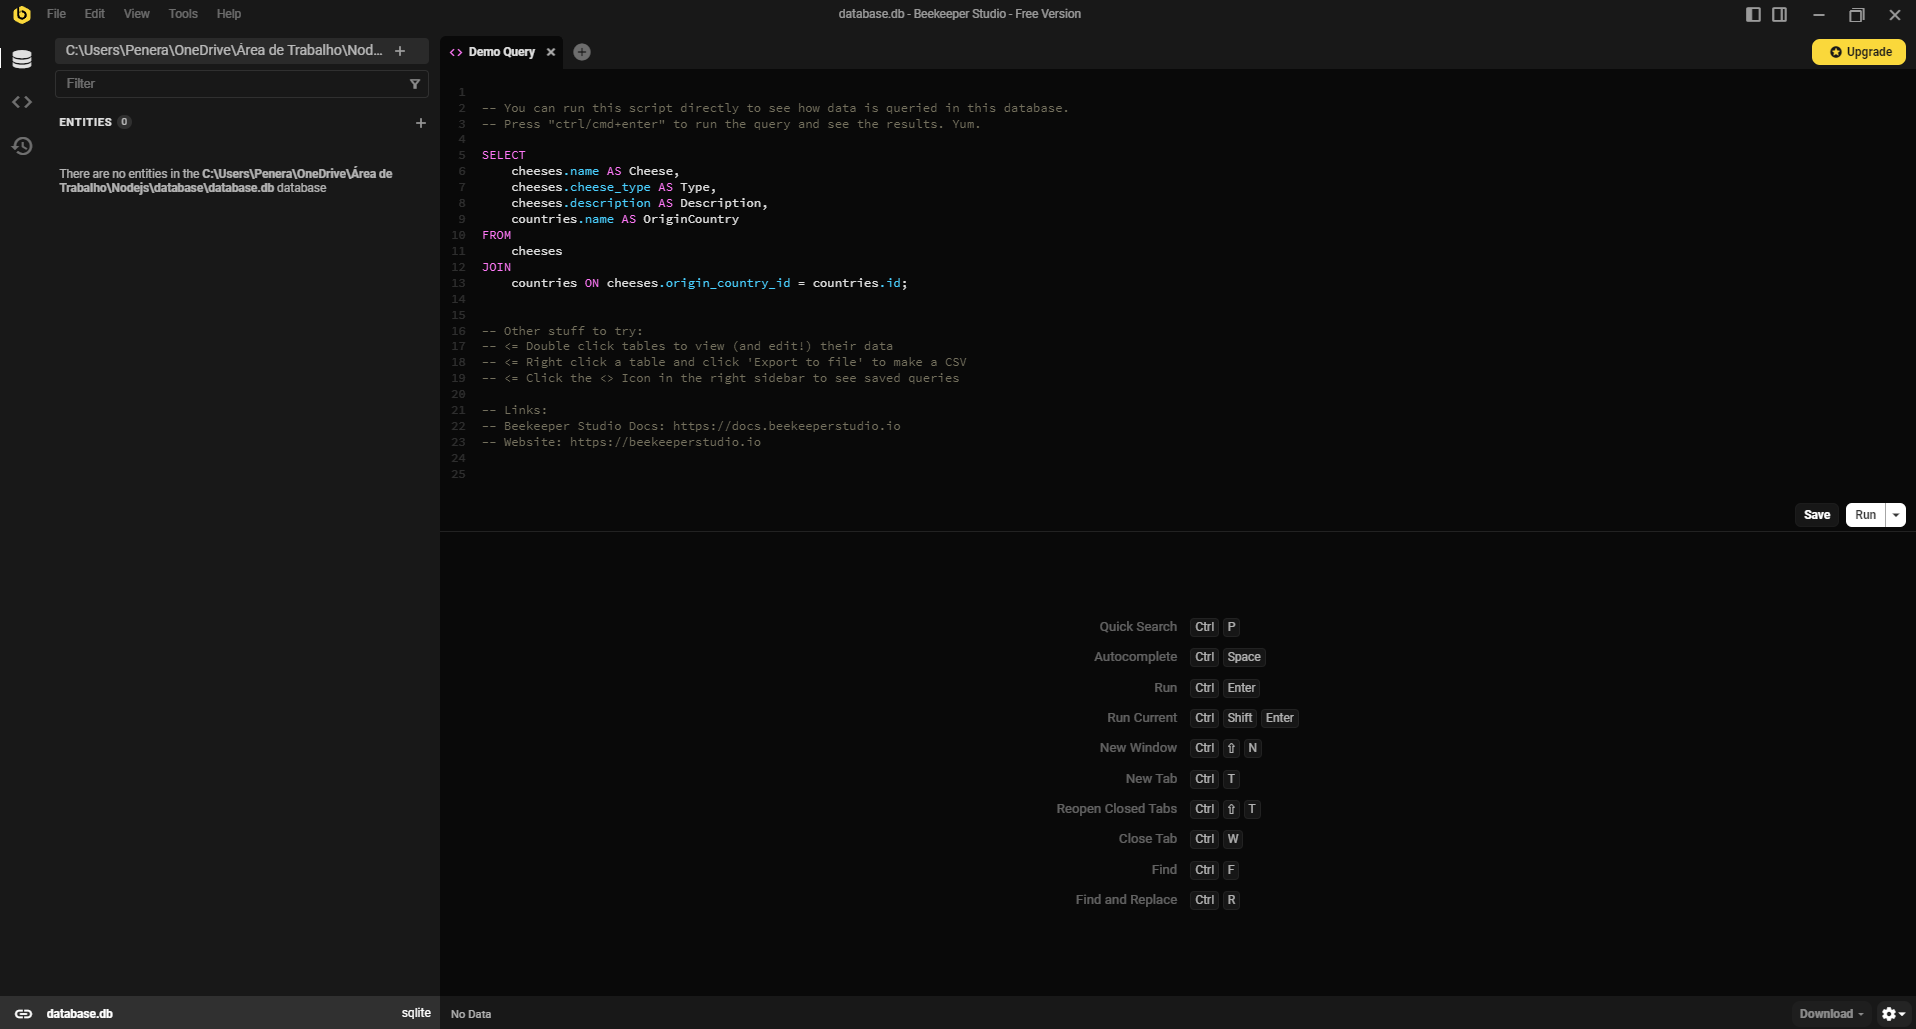 File Edit View Tools Help
database.db - Beekeeper Studio - Free Version
C:\Users\Penera\OneDrive\Área de Trabalho\Nod... +
Filter
ENTITIES 0 +
There are no entities in the C:\Users\Penera\OneDrive\Área de
Trabalho\Nodejs\database\database.db database
<> Demo Query ×
Upgrade
1
2 -- You can run this script directly to see how data is queried in this database.
3 -- Press "ctrl/cmd+enter" to run the query and see the results. Yum.
4
5 SELECT
6 cheeses.name AS Cheese,
7 cheeses.cheese_type AS Type,
8 cheeses.description AS Description,
9 countries.name AS OriginCountry
10 FROM
11 cheeses
12 JOIN
13 countries ON cheeses.origin_country_id = countries.id;
14
15
16 -- Other stuff to try:
17 -- <= Double click tables to view (and edit!) their data
18 -- <= Right click a table and click 'Export to file' to make a CSV
19 -- <= Click the <> Icon in the right sidebar to see saved queries
20
21 -- Links:
22 -- Beekeeper Studio Docs: https://docs.beekeeperstudio.io
23 -- Website: https://beekeeperstudio.io
24
25
Save Run
Quick Search Ctrl P
Autocomplete Ctrl Space
Run Ctrl Enter
Run Current Ctrl Shift Enter
New Window Ctrl ⇧ N
New Tab Ctrl T
Reopen Closed Tabs Ctrl ⇧ T
Close Tab Ctrl W
Find Ctrl F
Find and Replace Ctrl R
database.db sqlite
No Data
Download